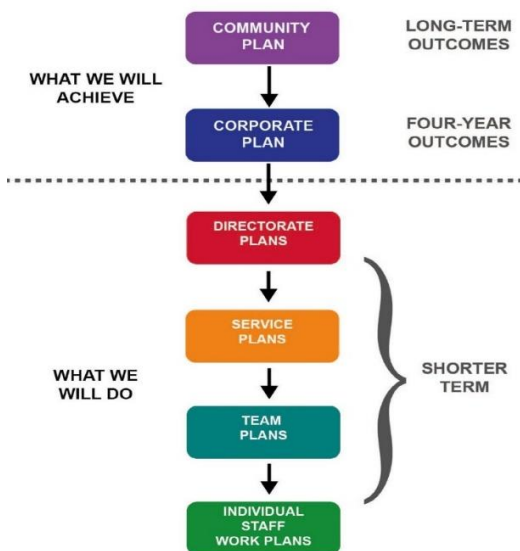 COMMUNITY
PLAN
LONG-TERM
OUTCOMES
WHAT WE WILL
ACHIEVE
CORPORATE
PLAN
FOUR-YEAR
OUTCOMES
DIRECTORATE
PLANS
SERVICE
PLANS
WHAT WE
WILL DO
SHORTER
TERM
TEAM
PLANS
INDIVIDUAL
STAFF
WORK PLANS